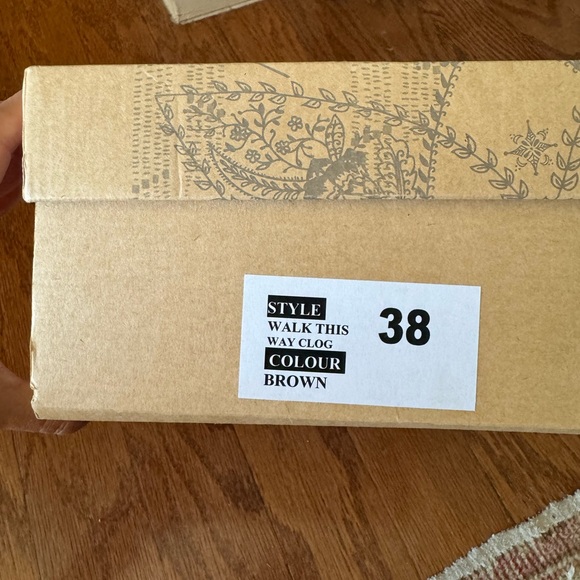 STYLE
WALK THIS
WAY CLOG
COLOUR
BROWN
38